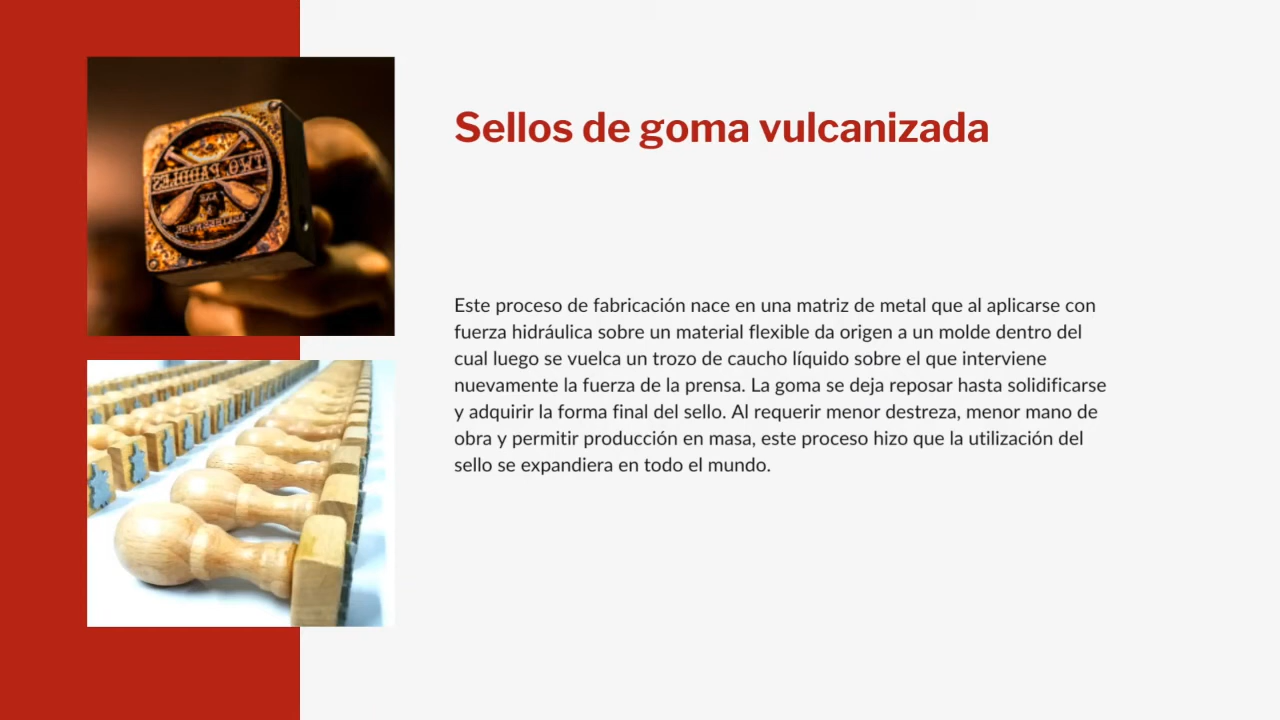 TWO PADDLES
AXE
Sellos de goma vulcanizada
Este proceso de fabricación nace en una matriz de metal que al aplicarse con
fuerza hidráulica sobre un material flexible da origen a un molde dentro del
cual luego se vuelca un trozo de caucho líquido sobre el que interviene
nuevamente la fuerza de la prensa. La goma se deja reposar hasta solidificarse
y adquirir la forma final del sello. Al requerir menor destreza, menor mano de
obra y permitir producción en masa, este proceso hizo que la utilización del
sello se expandiera en todo el mundo.